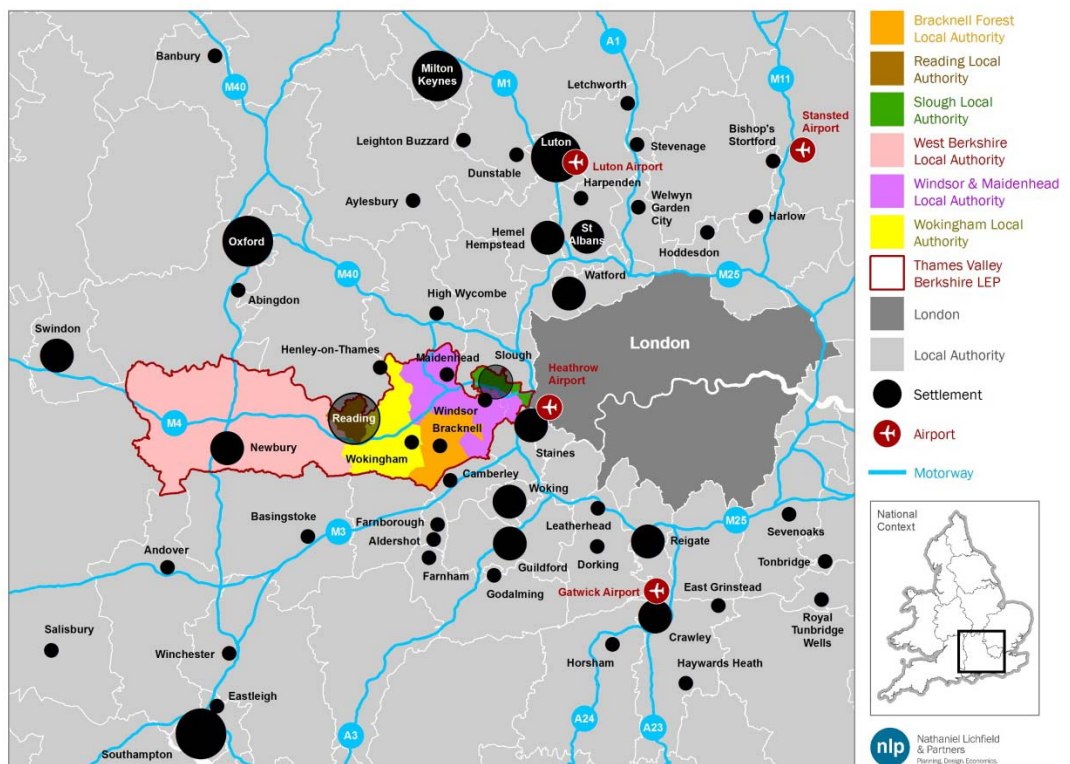 Banbury
M40
Milton
Keynes
M1
A1
M11
Letchworth
Stansted
Airport
Bishop's
Stortford
Leighton Buzzard
Luton
Stevenage
Dunstable
Luton Airport
Harpenden
Aylesbury
Welwyn
Garden
City
Harlow
Oxford
Hemel
Hempstead
St
Albans
Hoddesdon
M40
M25
Watford
Abingdon
High Wycombe
Swindon
London
Henley-on-Thames
Maidenhead
Slough
Heathrow
Airport
Reading
Windsor
M4
Bracknell
Newbury
Wokingham
Staines
Camberley
Woking
Basingstoke
M3
Farnborough
Leatherhead
M25
Sevenoaks
Aldershot
Reigate
Andover
Farnham
Guildford
Dorking
Tonbridge
Godalming
Gatwick Airport
East Grinstead
Royal
Tunbridge
Wells
Salisbury
Winchester
Crawley
Horsham
Haywards Heath
Eastleigh
Southampton
A3
A24
A23
Bracknell Forest
Local Authority
Reading Local
Authority
Slough Local
Authority
West Berkshire
Local Authority
Windsor & Maidenhead
Local Authority
Wokingham Local
Authority
Thames Valley
Berkshire LEP
London
Local Authority
Settlement
Airport
Motorway
National
Context
nlp
Nathaniel Lichfield
& Partners
Planning. Design. Economics.